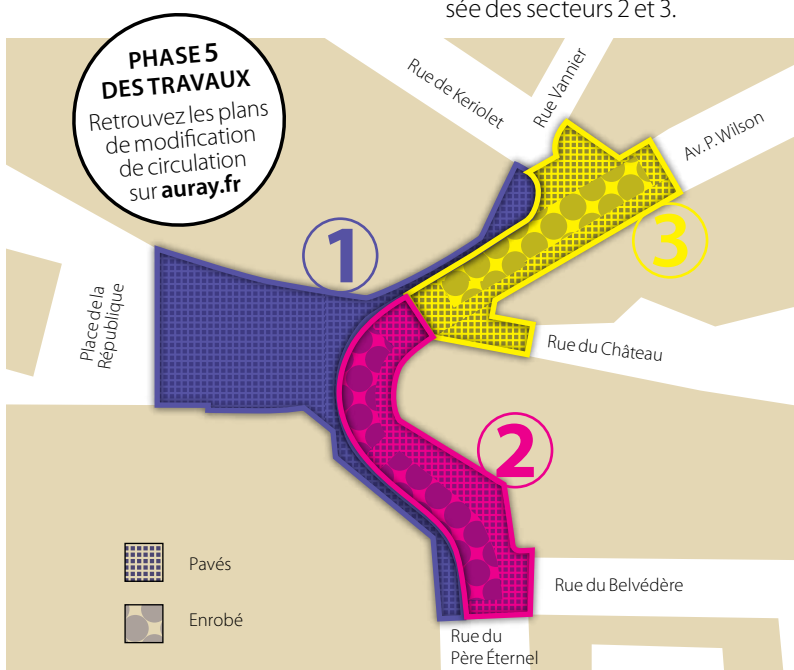 sée des secteurs 2 et 3.
PHASE 5
DES TRAVAUX
Retrouvez les plans
de modification
de circulation
sur auray.fr
Rue de Keriolet
Rue Vannier
Av. P. Wilson
1
3
Place de la
République
Rue du Château
2
Pavés
Enrobé
Rue du Belvédère
Rue du
Père Éternel